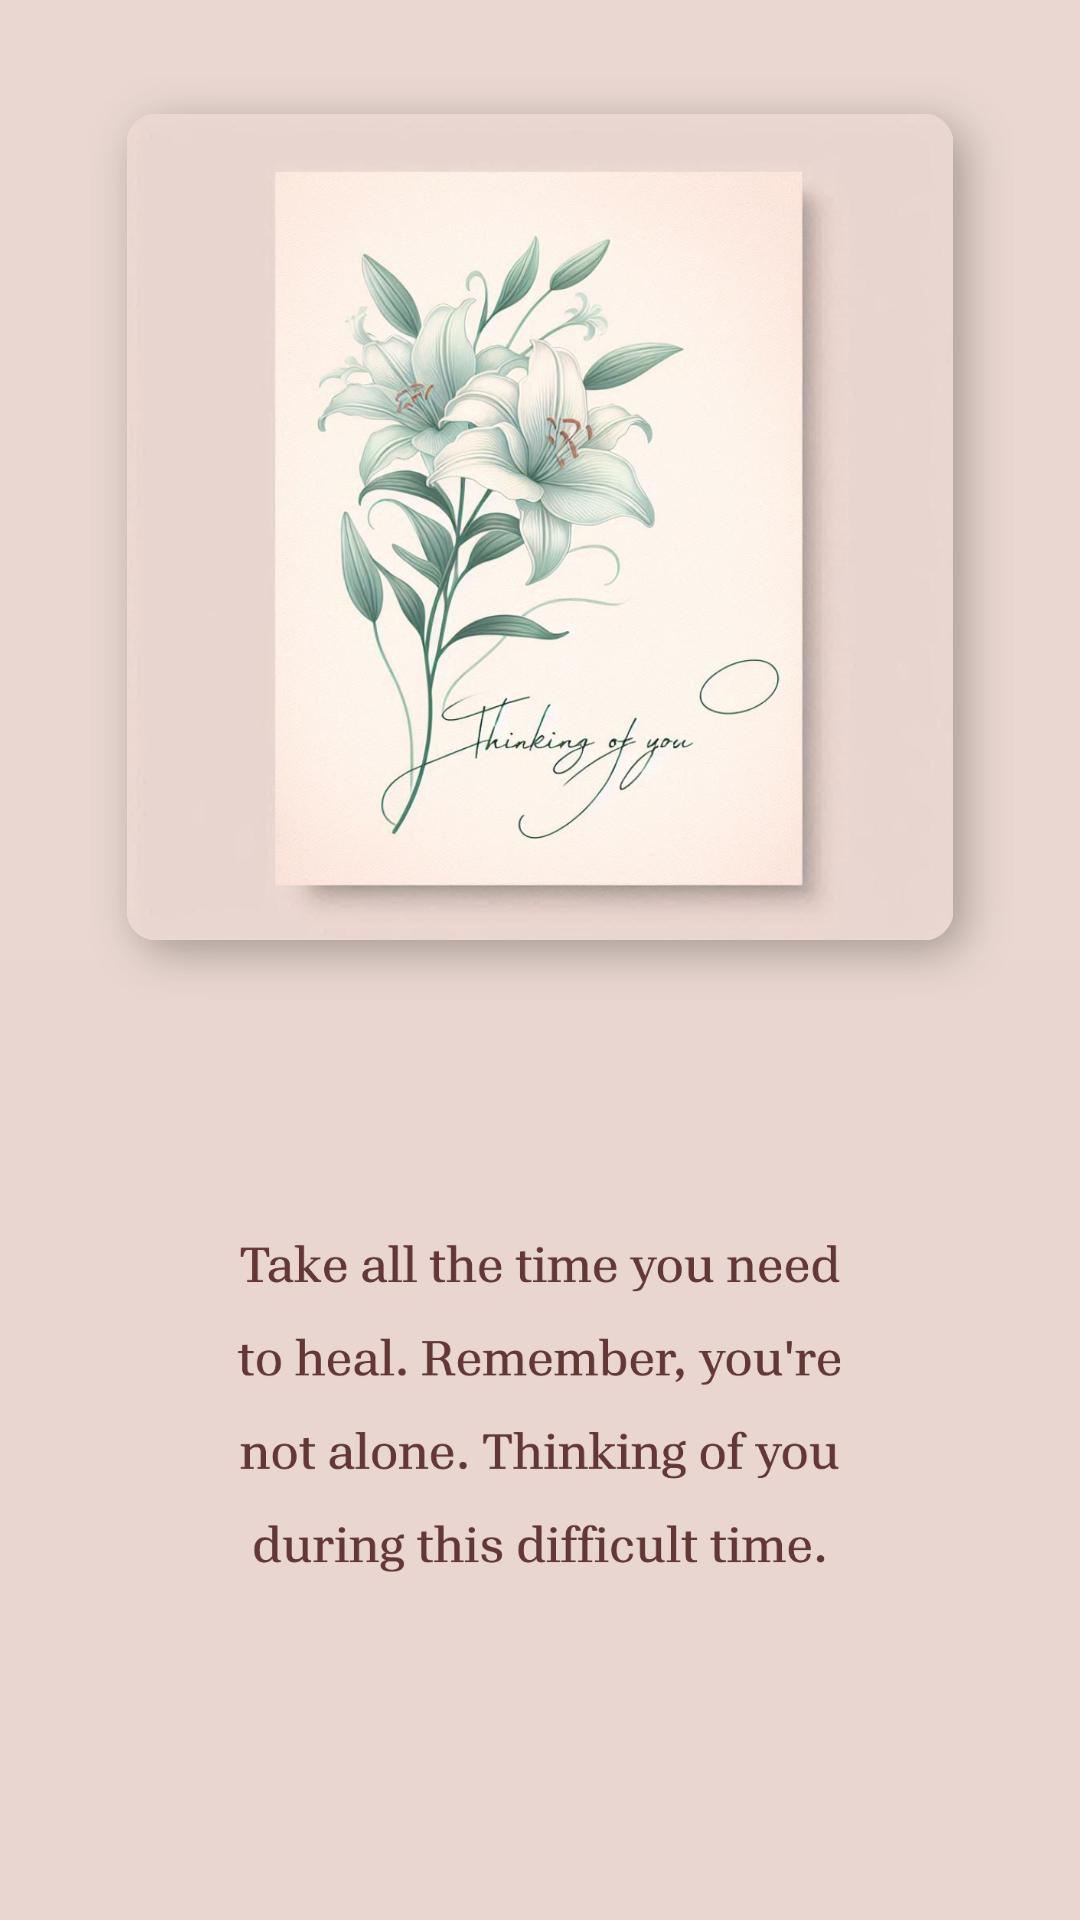 Thinking of you
Take all the time you need
to heal. Remember, you're
not alone. Thinking of you
during this difficult time.